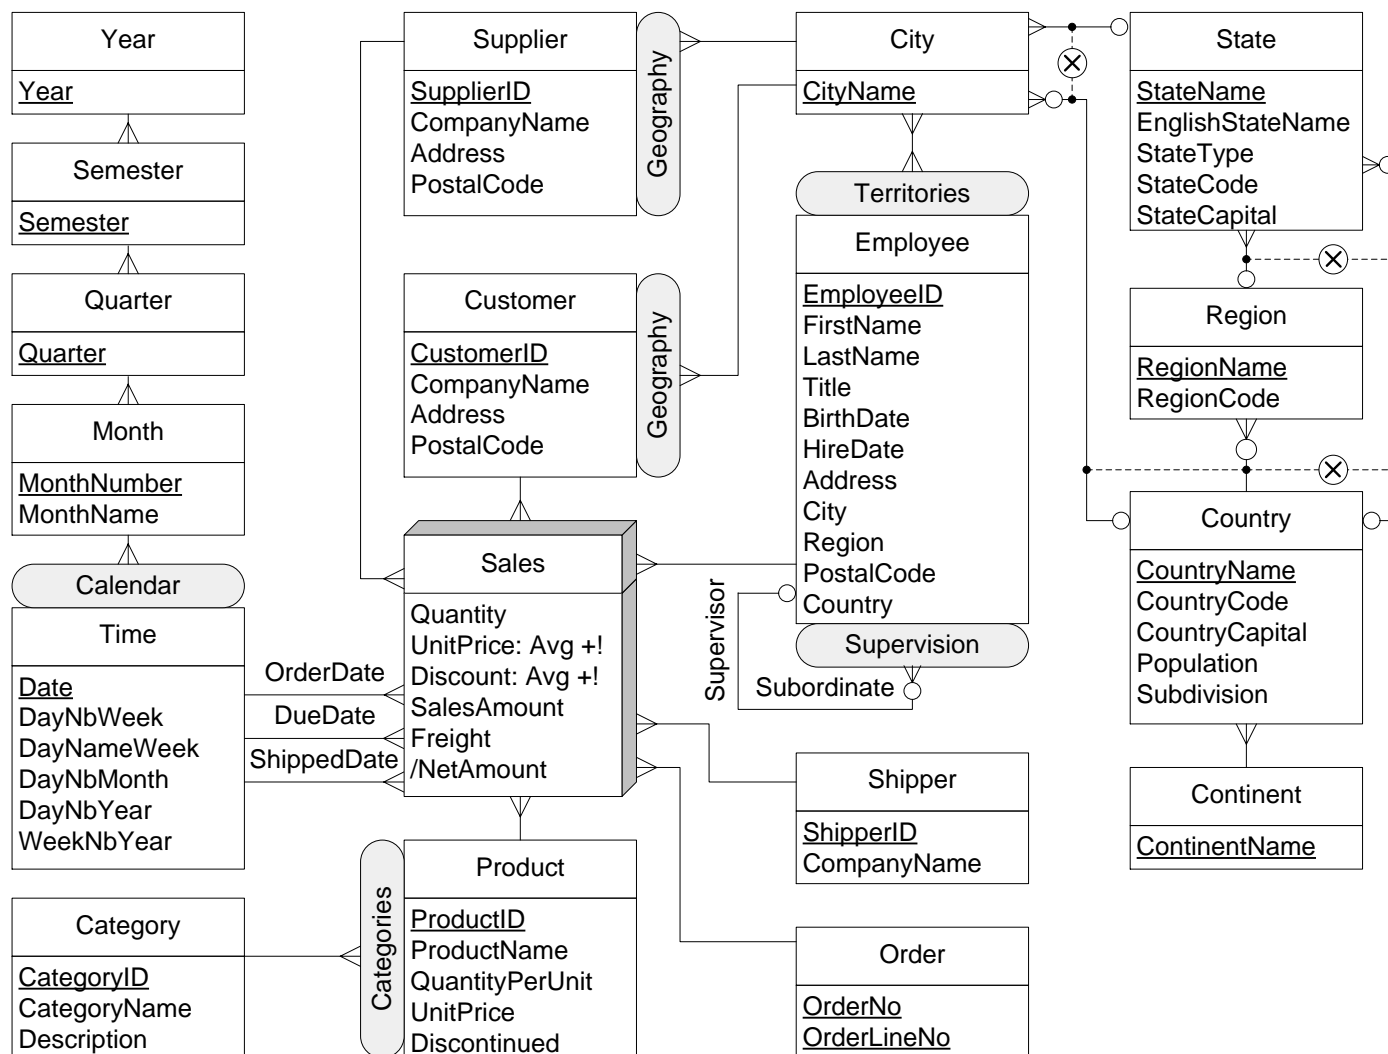 Year
Year
Semester
Semester
Quarter
Quarter
Month
MonthNumber
MonthName
Calendar
Time
Date
DayNbWeek
DayNameWeek
DayNbMonth
DayNbYear
WeekNbYear
Category
CategoryID
CategoryName
Description
OrderDate
DueDate
ShippedDate
Supplier
SupplierID
CompanyName
Address
PostalCode
Geography
Customer
CustomerID
CompanyName
Address
PostalCode
Geography
Sales
Quantity
UnitPrice: Avg +!
Discount: Avg +!
SalesAmount
Freight
/NetAmount
Categories
Product
ProductID
ProductName
QuantityPerUnit
UnitPrice
Discontinued
City
CityName
Territories
Employee
EmployeeID
FirstName
LastName
Title
BirthDate
HireDate
Address
City
Region
PostalCode
Country
Supervision
Supervisor
Subordinate
Shipper
ShipperID
CompanyName
Order
OrderNo
OrderLineNo
State
StateName
EnglishStateName
StateType
StateCode
StateCapital
Region
RegionName
RegionCode
Country
CountryName
CountryCode
CountryCapital
Population
Subdivision
Continent
ContinentName